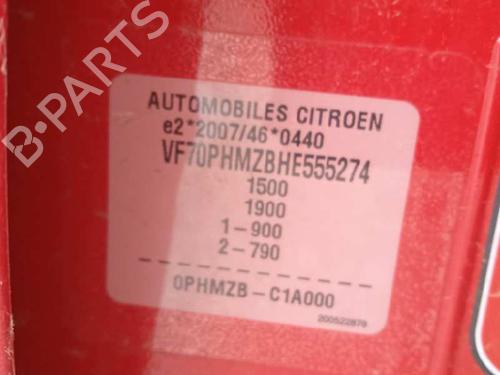 B-PARTS
AUTOMOBILES CITROEN
e2*2007/46*0440
VF70PHMZBHE555274
1500
1900
1-900
2-790
0PHMZB-C1A000
200522879